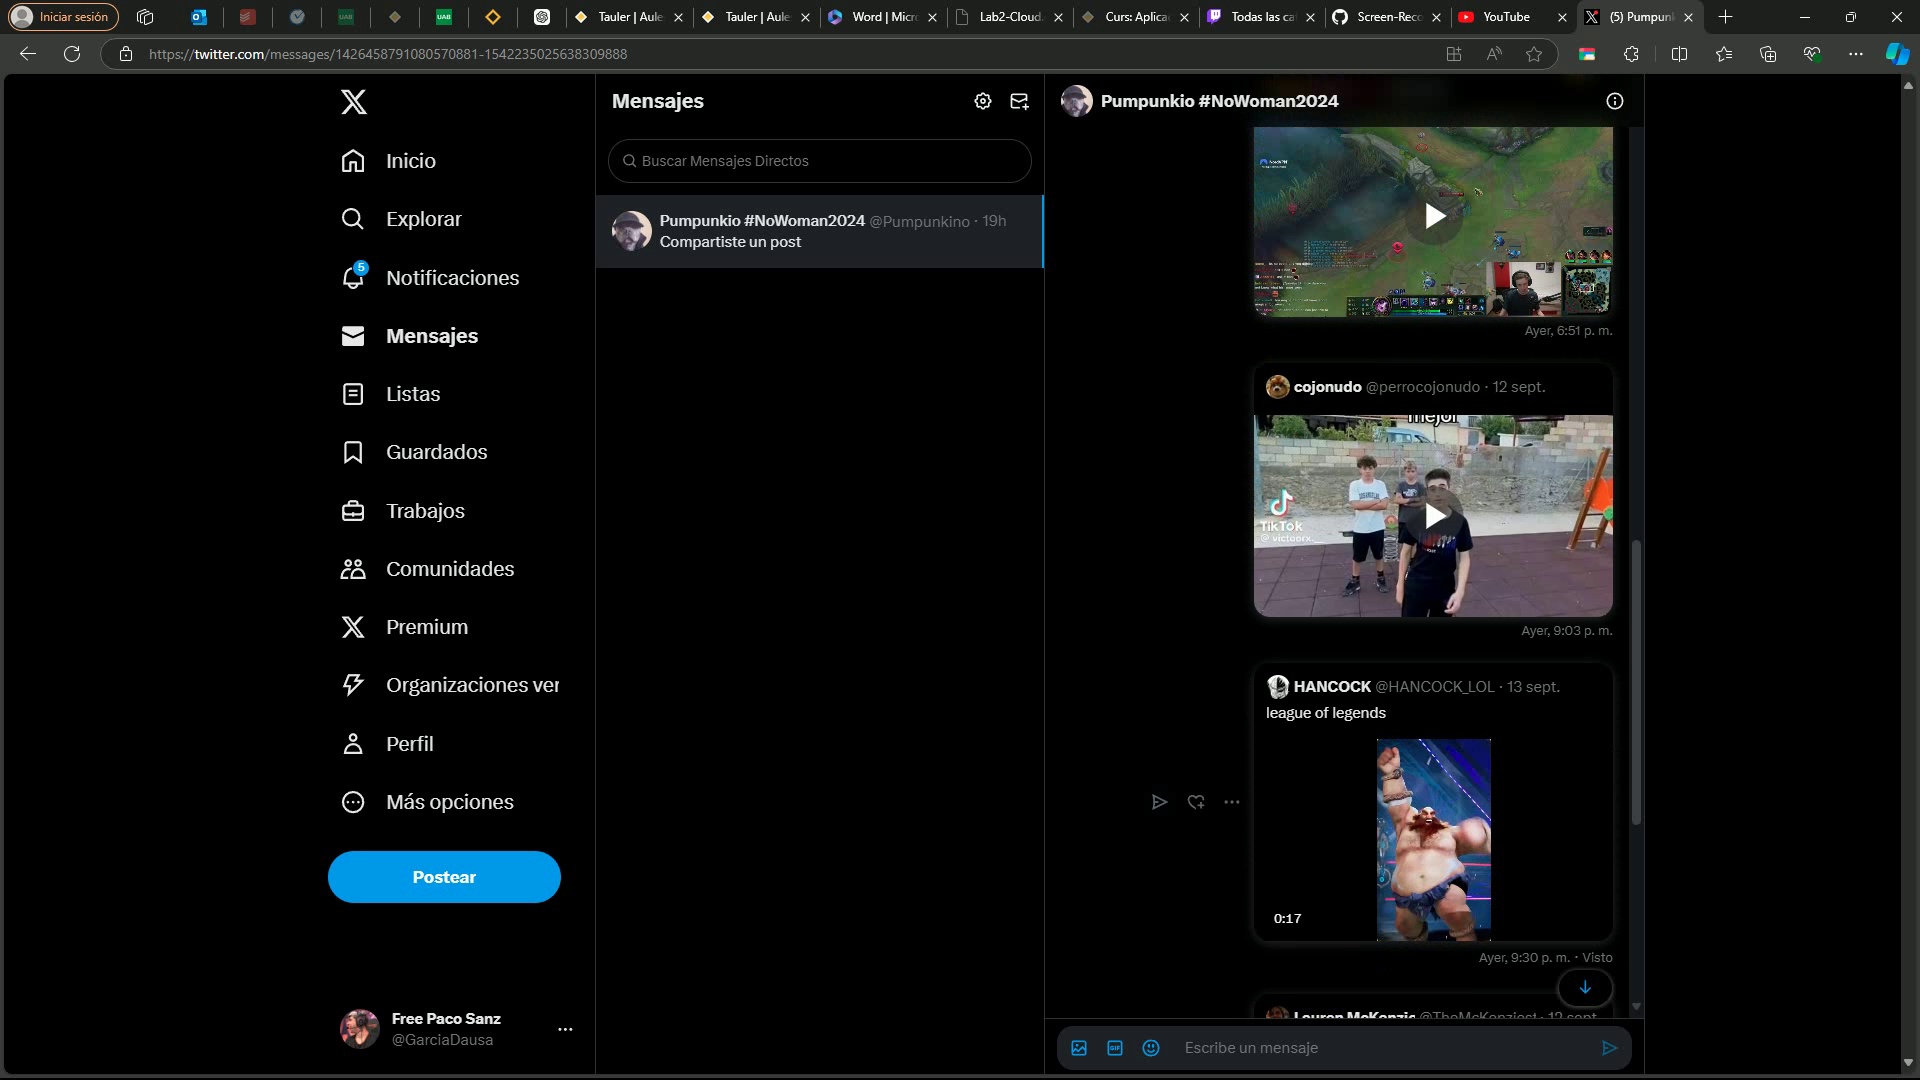 Iniciar sesión
Tauler | Aule
Tauler | Aule
Word | Micr
Lab2-Cloud.
Curs: Aplica
Todas las ca
Screen-Reco
YouTube
(5) Pumpun
https://twitter.com/messages/1426458791080570881-1542235025638309888
Inicio
Explorar
5
Notificaciones
Mensajes
Listas
Guardados
Trabajos
Comunidades
Premium
Organizaciones ver
Perfil
Más opciones
Postear
Free Paco Sanz
@GarciaDausa
Mensajes
Buscar Mensajes Directos
Pumpunkio #NoWoman2024 @Pumpunkino · 19h
Compartiste un post
Pumpunkio #NoWoman2024
Ayer, 6:51 p. m.
cojonudo @perrocojonudo · 12 sept.
mejor
TikTok
@victoorx._
Ayer, 9:03 p. m.
HANCOCK @HANCOCK_LOL · 13 sept.
league of legends
0:17
Ayer, 9:30 p. m. · Visto
Lauren McKenzie @TheMcKenziest · 12 sept.
GIF
Escribe un mensaje